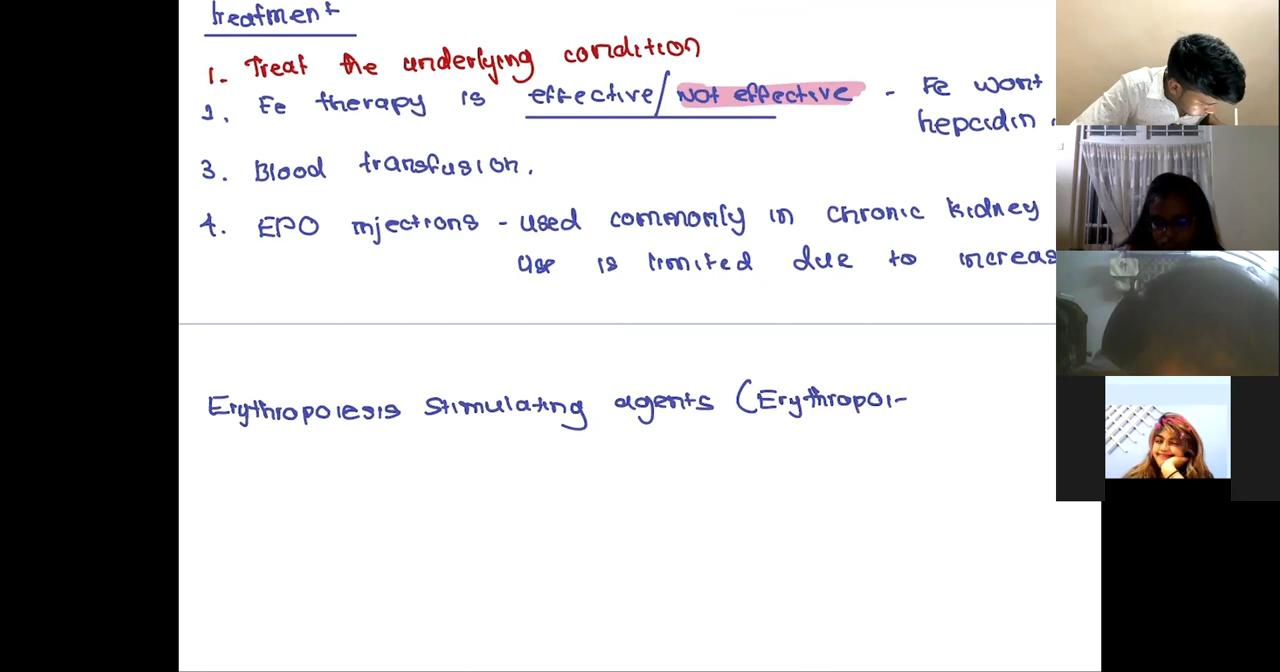 Treatment
1. Treat the underlying condition
2. Fe therapy is effective/not effective - Fe wont
hepcidin
3. Blood transfusion.
4. EPO injections - used commonly in chronic kidney
Use is limited due to increas
Erythropoiesis stimulating agents (Erythropoi-